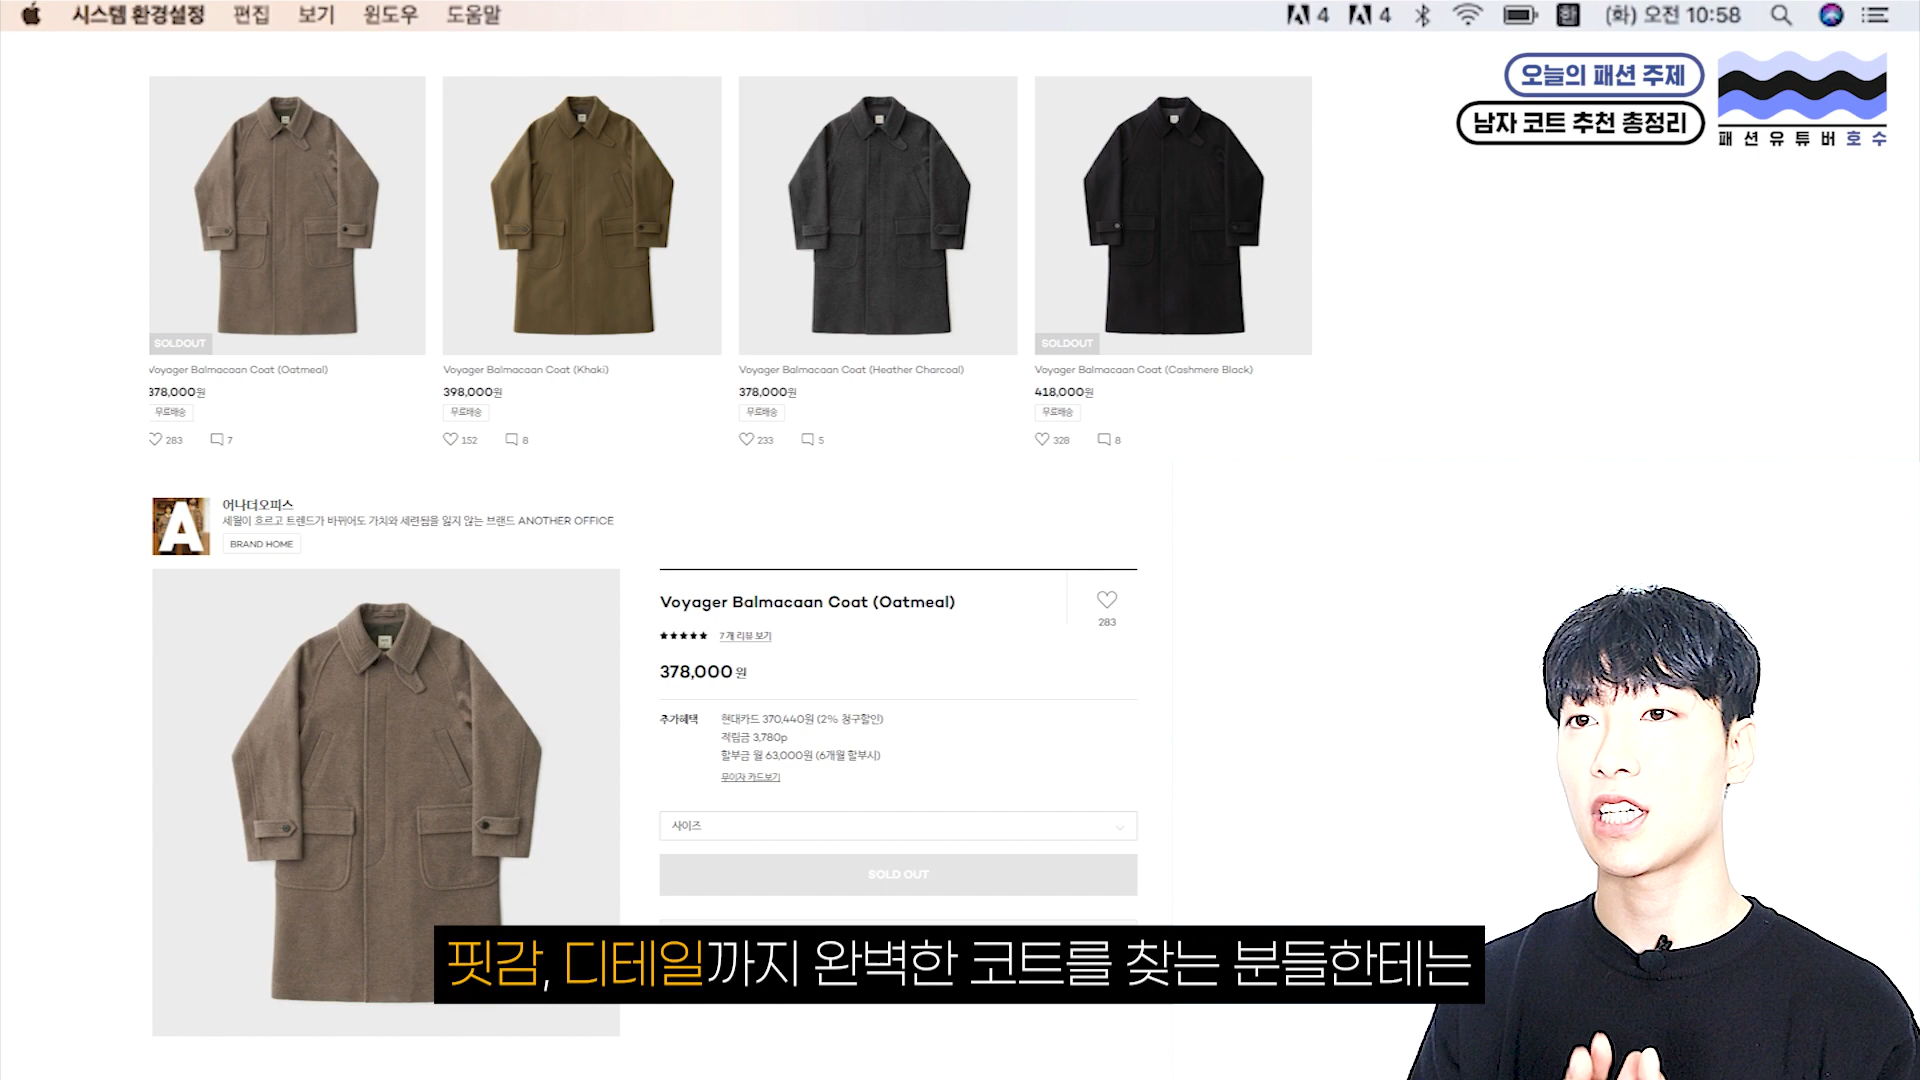 시스템 환경설정 편집 보기 윈도우 도움말
4 4 한 (화) 오전 10:58
오늘의 패션 주제
남자 코트 추천 총정리
패션유튜버호수
SOLDOUT
SOLDOUT
Voyager Balmacaan Coat (Oatmeal)
378,000원
무료배송
283 7
Voyager Balmacaan Coat (Khaki)
398,000원
무료배송
152 8
Voyager Balmacaan Coat (Heather Charcoal)
378,000원
무료배송
233 5
Voyager Balmacaan Coat (Cashmere Black)
418,000원
무료배송
328 8
A
어나더오피스
세월이 흐르고 트렌드가 바뀌어도 가치와 세련됨을 잃지 않는 브랜드 ANOTHER OFFICE
BRAND HOME
Voyager Balmacaan Coat (Oatmeal)
283
★★★★★ 7개 리뷰 보기
378,000원
추가혜택 현대카드 370,440원 (2% 청구할인)
적립금 3,780p
할부금 월 63,000원 (6개월 할부시)
무이자 카드보기
사이즈
SOLD OUT
핏감, 디테일까지 완벽한 코트를 찾는 분들한테는